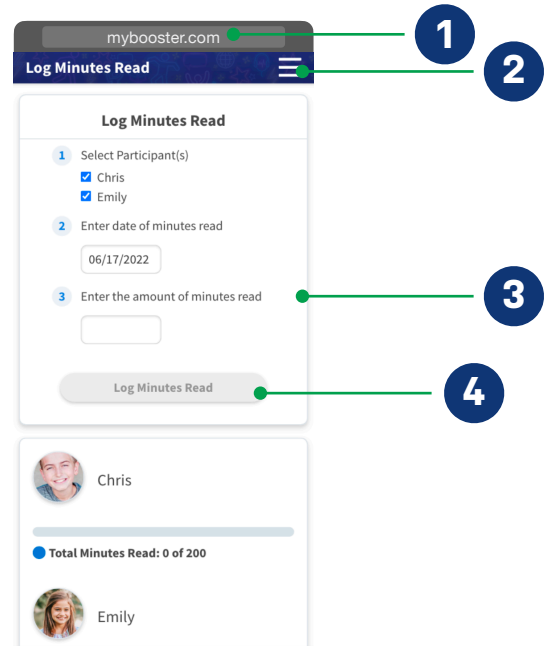 mybooster.com
1
Log Minutes Read
2
Log Minutes Read
1 Select Participant(s)
Chris
Emily
2 Enter date of minutes read
06/17/2022
3 Enter the amount of minutes read
3
Log Minutes Read
4
Chris
Total Minutes Read: 0 of 200
Emily